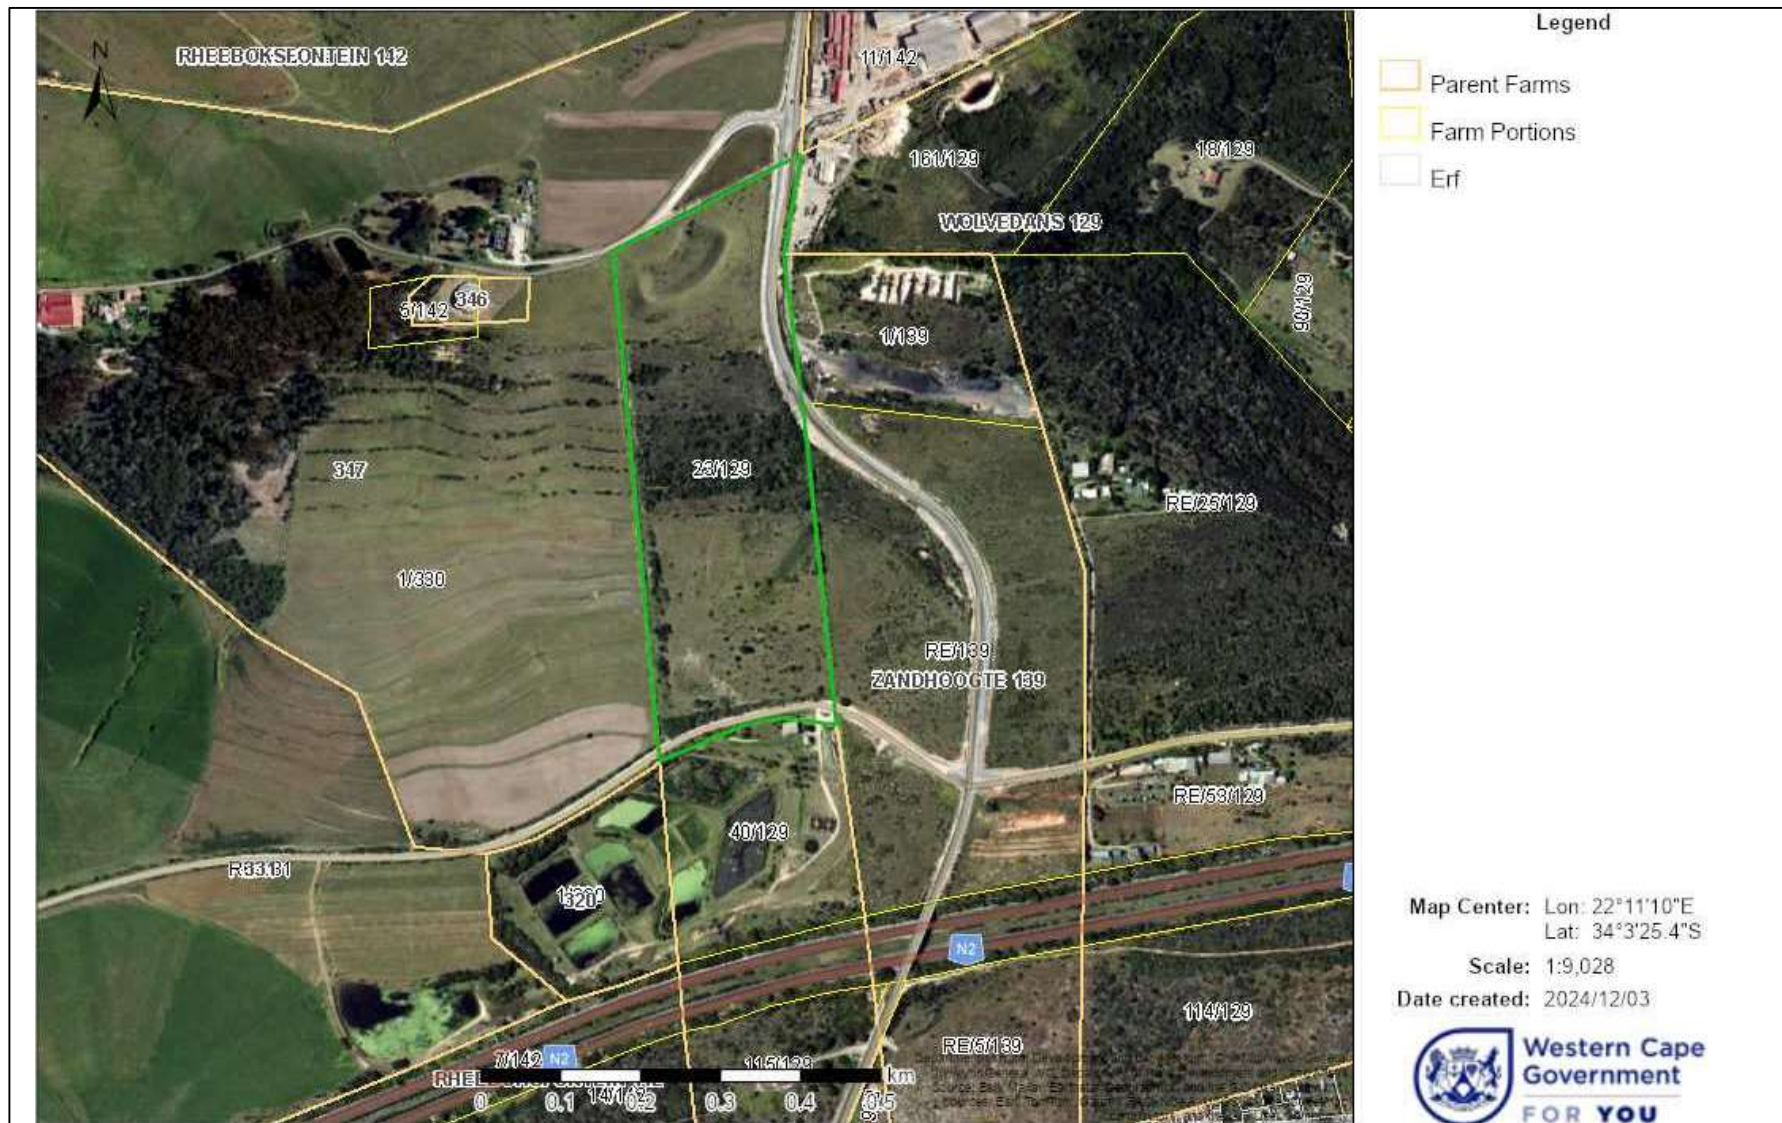 N
RHEEBOKSFONTEIN 142
11/142
161/129
18/129
WOLVEDANS 129
90/129
346
5/142
1/139
23/129
347
RE/25/129
1/330
RE/139
ZANDHOOGTE 139
RE/53/129
40/129
320
N2
114/129
RE/5/139
7/142
N2
115/129
14/142
km
0 0.1 0.2 0.3 0.4 0.5
Legend
Parent Farms
Farm Portions
Erf
Map Center: Lon: 22°11'10"E
Lat: 34°3'25.4"S
Scale: 1:9,028
Date created: 2024/12/03
Western Cape
Government
FOR YOU